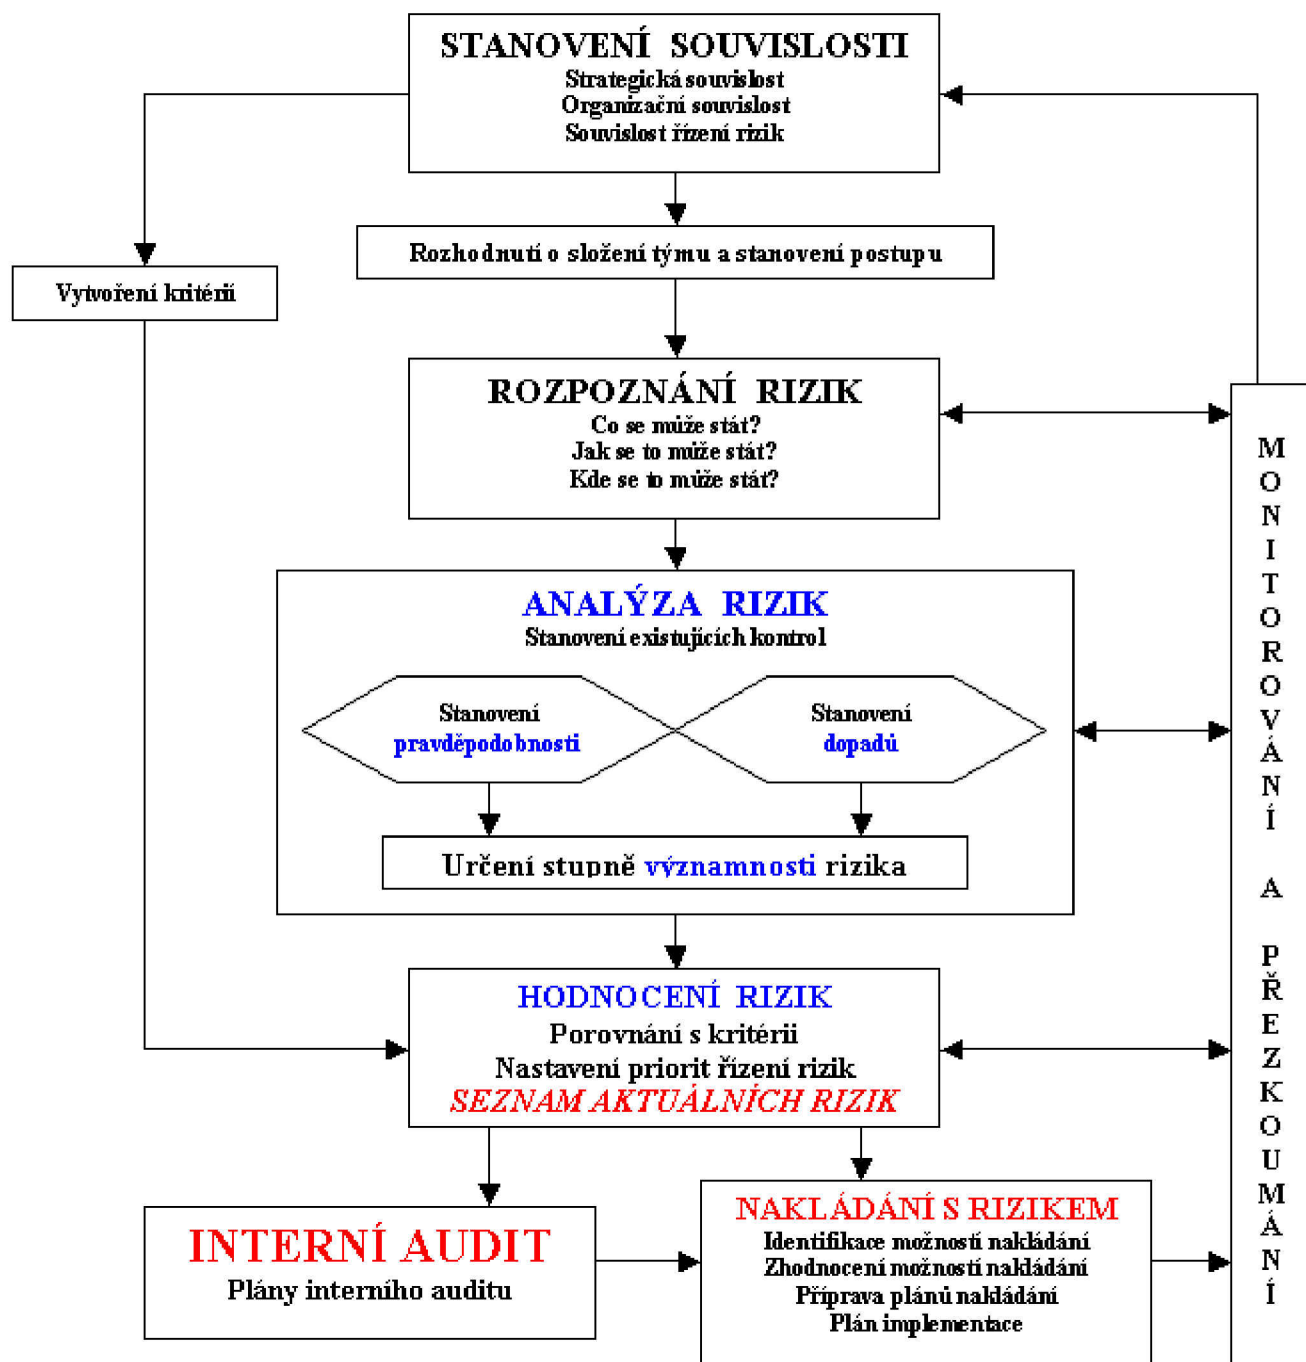 STANOVENÍ SOUVISLOSTI
Strategická souvislost
Organizační souvislost
Souvislost řízení rizik
Rozhodnutí o složení týmu a stanovení postupu
Vytvoření kritérií
ROZPOZNÁNÍ RIZIK
Co se může stát?
Jak se to může stát?
Kde se to může stát?
ANALÝZA RIZIK
Stanovení existujících kontrol
Stanovení
pravděpodobnosti
Stanovení
dopadů
Určení stupně významnosti rizika
HODNOCENÍ RIZIK
Porovnání s kritérii
Nastavení priorit řízení rizik
SEZNAM AKTUÁLNÍCH RIZIK
INTERNÍ AUDIT
Plány interního auditu
NAKLÁDÁNÍ S RIZIKEM
Identifikace možností nakládání
Zhodnocení možností nakládání
Příprava plánů nakládání
Plán implementace
MONITOROVÁNÍ A PŘEZKOUMÁNÍ